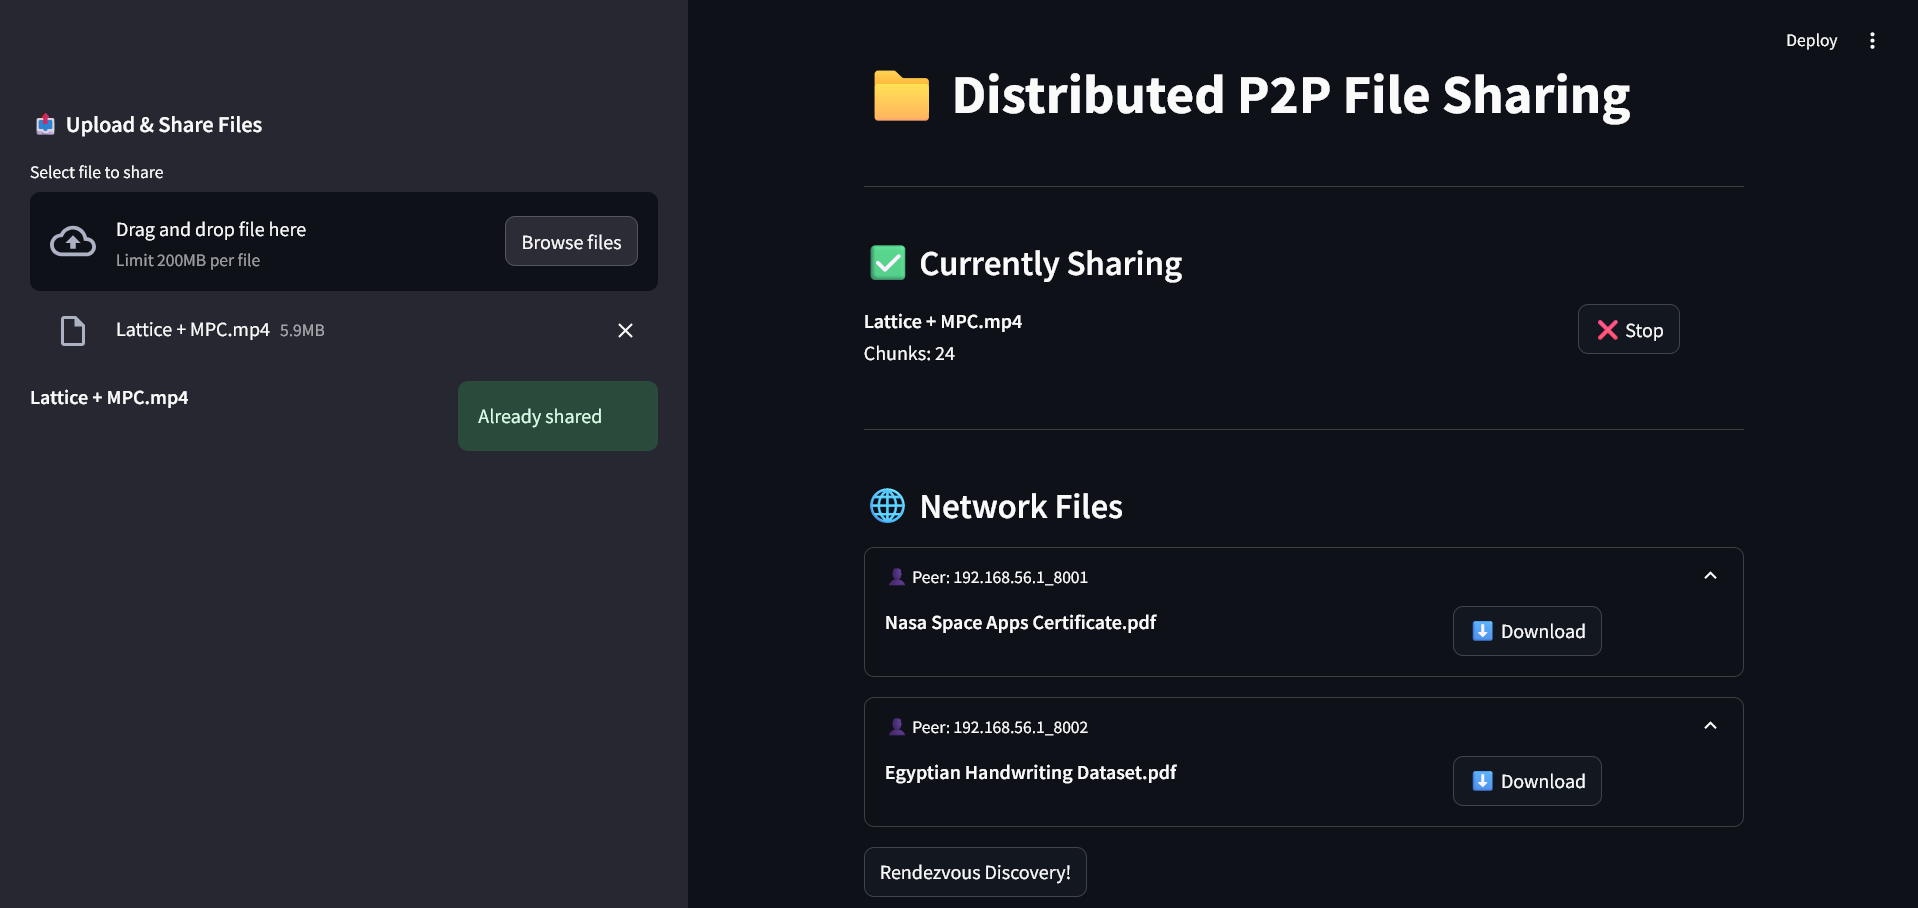 Upload & Share Files
Select file to share
Drag and drop file here
Limit 200MB per file
Browse files
Lattice + MPC.mp4 5.9MB
Lattice + MPC.mp4
Already shared
Deploy
Distributed P2P File Sharing
Currently Sharing
Lattice + MPC.mp4
Chunks: 24
Stop
Network Files
Peer: 192.168.56.1_8001
Nasa Space Apps Certificate.pdf
Download
Peer: 192.168.56.1_8002
Egyptian Handwriting Dataset.pdf
Download
Rendezvous Discovery!